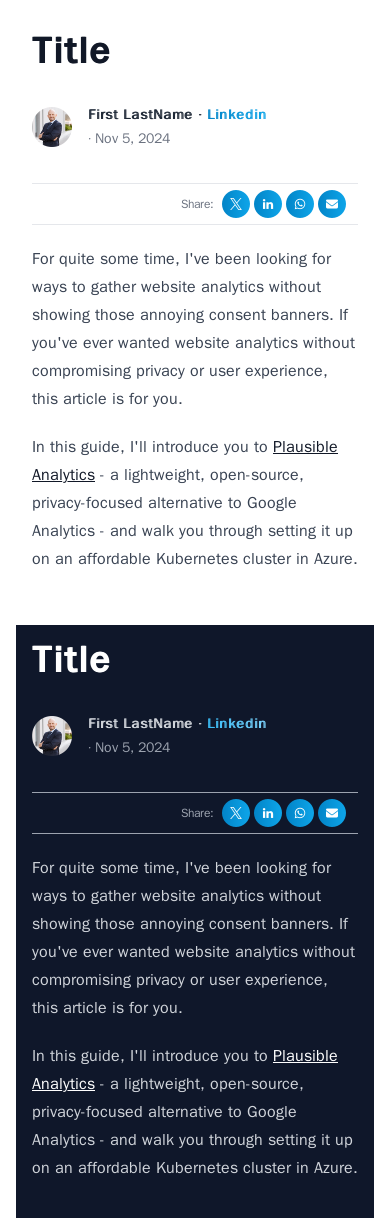 Title
First LastName · Linkedin
· Nov 5, 2024
Share:
For quite some time, I've been looking for
ways to gather website analytics without
showing those annoying consent banners. If
you've ever wanted website analytics without
compromising privacy or user experience,
this article is for you.
In this guide, I'll introduce you to Plausible
Analytics - a lightweight, open-source,
privacy-focused alternative to Google
Analytics - and walk you through setting it up
on an affordable Kubernetes cluster in Azure.
Title
First LastName · Linkedin
· Nov 5, 2024
Share:
For quite some time, I've been looking for
ways to gather website analytics without
showing those annoying consent banners. If
you've ever wanted website analytics without
compromising privacy or user experience,
this article is for you.
In this guide, I'll introduce you to Plausible
Analytics - a lightweight, open-source,
privacy-focused alternative to Google
Analytics - and walk you through setting it up
on an affordable Kubernetes cluster in Azure.